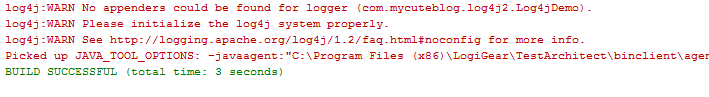 log4j:WARN No appenders could be found for logger (com.mycuteblog.log4j2.Log4jDemo).
log4j:WARN Please initialize the log4j system properly.
log4j:WARN See http://logging.apache.org/log4j/1.2/faq.html#noconfig for more info.
Picked up JAVA_TOOL_OPTIONS: -javaagent:"C:\Program Files (x86)\LogiGear\TestArchitect\binclient\agen
BUILD SUCCESSFUL (total time: 3 seconds)